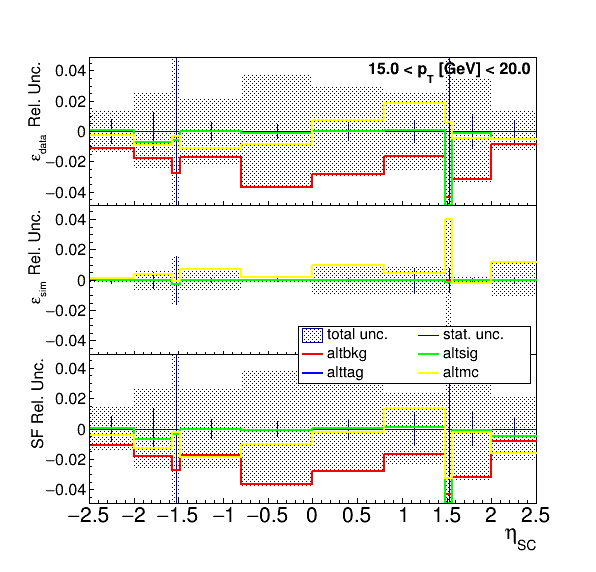 15.0 < p_T [GeV] < 20.0
ε_data Rel. Unc.
0.04
0.02
0
−0.02
−0.04
ε_sim Rel. Unc.
0.04
0.02
0
−0.02
−0.04
total unc. stat. unc.
altbkg altsig
alttag altmc
SF Rel. Unc.
0.04
0.02
0
−0.02
−0.04
−2.5 −2 −1.5 −1 −0.5 0 0.5 1 1.5 2 2.5
η_SC